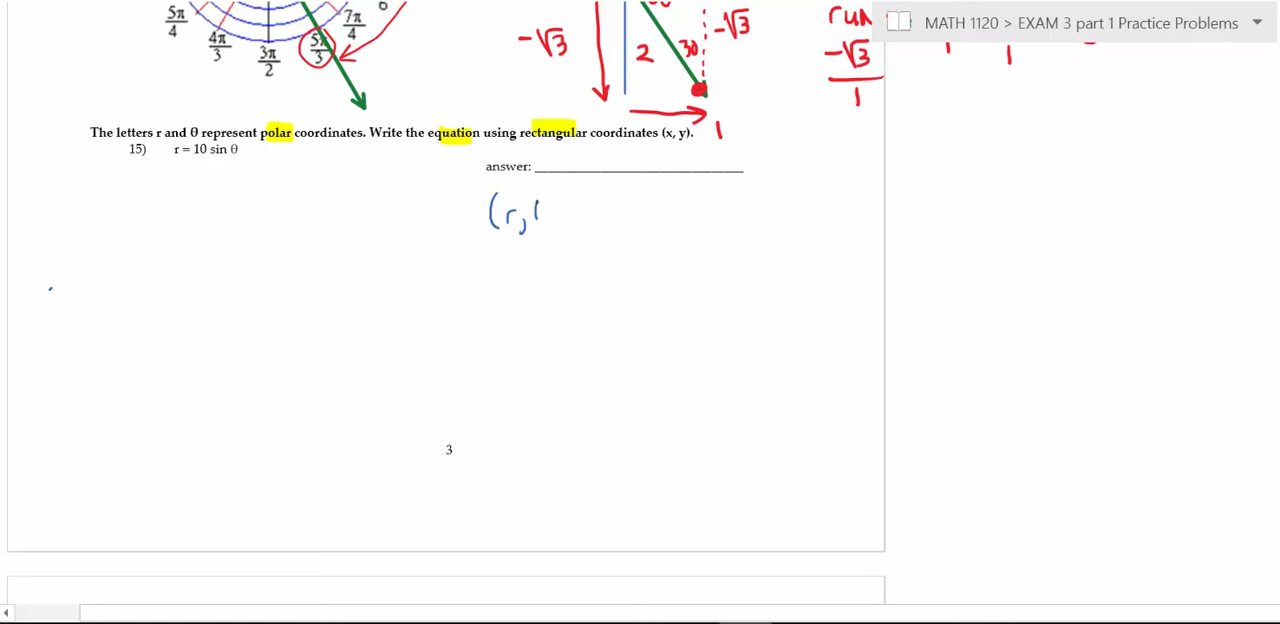 MATH 1120 > EXAM 3 part 1 Practice Problems
run
5π/4
4π/3
3π/2
5π/3
7π/4
-√3
2
30
-√3
-√3/1
1
1
The letters r and θ represent polar coordinates. Write the equation using rectangular coordinates (x, y).
15) r = 10 sin θ
answer: ______________________________
(r,
3